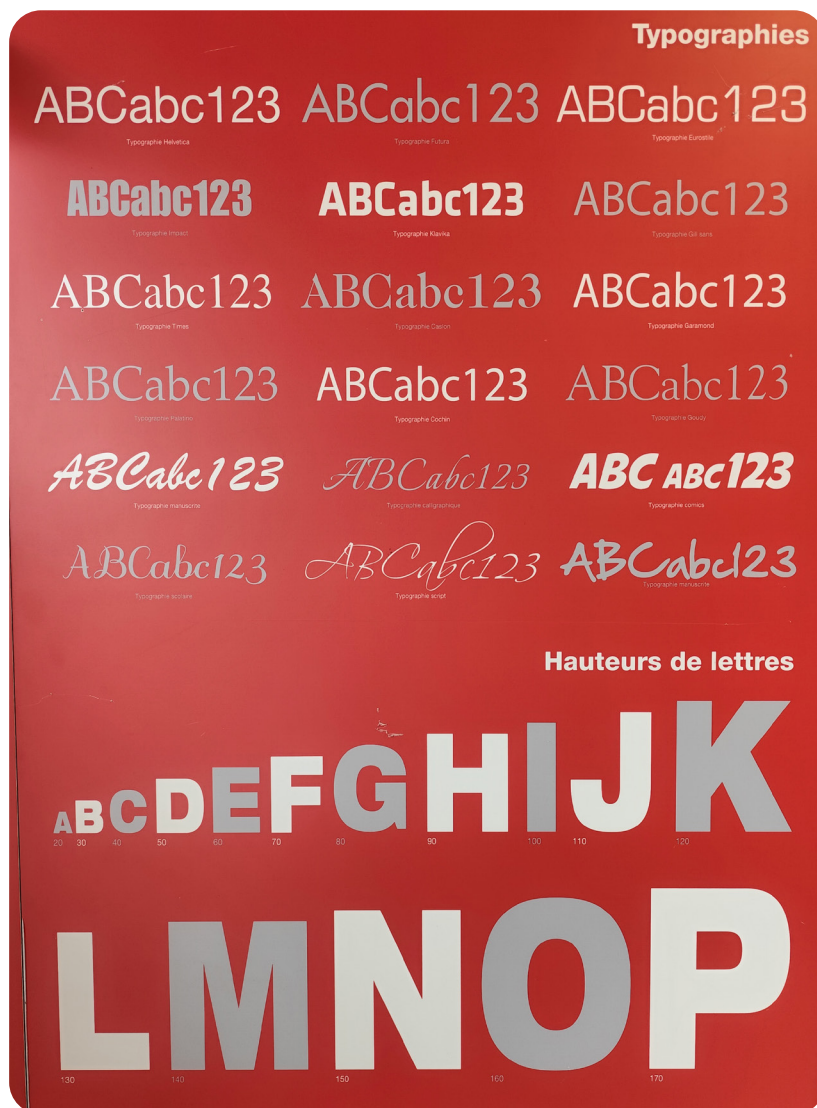 Typographies
ABCabc123 ABCabc123 ABCabc123
Typographie Helvetica Typographie Futura Typographie Eurostile
ABCabc123 ABCabc123 ABCabc123
Typographie Impact Typographie Klavika Typographie Gill sans
ABCabc123 ABCabc123 ABCabc123
Typographie Times Typographie Caslon Typographie Garamond
ABCabc123 ABCabc123 ABCabc123
Typographie Cochin Typographie Goudy
ABCabc123 ABCabc123 ABC ABC123
Typographie manuscrite Typographie calligraphique Typographie comics
ABCabc123 ABCabc123 ABCabc123
Typographie Typographie script Typographie manuscrite
Hauteurs de lettres
A B C D E F G H I J K
20 30 40 50 60 70 80 90 100 110 120
L M N O P
130 140 150 160 170